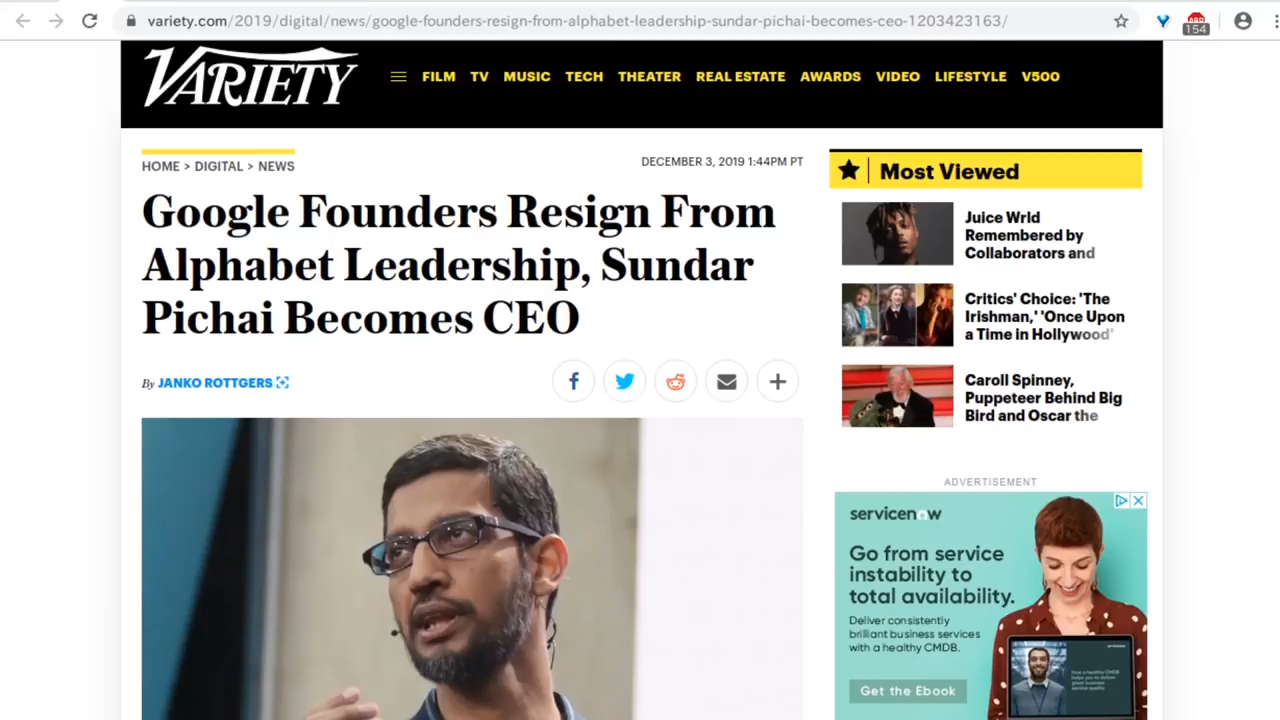 variety.com/2019/digital/news/google-founders-resign-from-alphabet-leadership-sundar-pichai-becomes-ceo-1203423163/
154
VARIETY
FILM TV MUSIC TECH THEATER REAL ESTATE AWARDS VIDEO LIFESTYLE V500
HOME > DIGITAL > NEWS
DECEMBER 3, 2019 1:44PM PT
Google Founders Resign From
Alphabet Leadership, Sundar
Pichai Becomes CEO
By JANKO ROTTGERS
Most Viewed
Juice Wrld
Remembered by
Collaborators and
Critics' Choice: 'The
Irishman,' 'Once Upon
a Time in Hollywood'
Caroll Spinney,
Puppeteer Behind Big
Bird and Oscar the
ADVERTISEMENT
servicenow
Go from service
instability to
total availability.
Deliver consistently
brilliant business services
with a healthy CMDB.
Get the Ebook